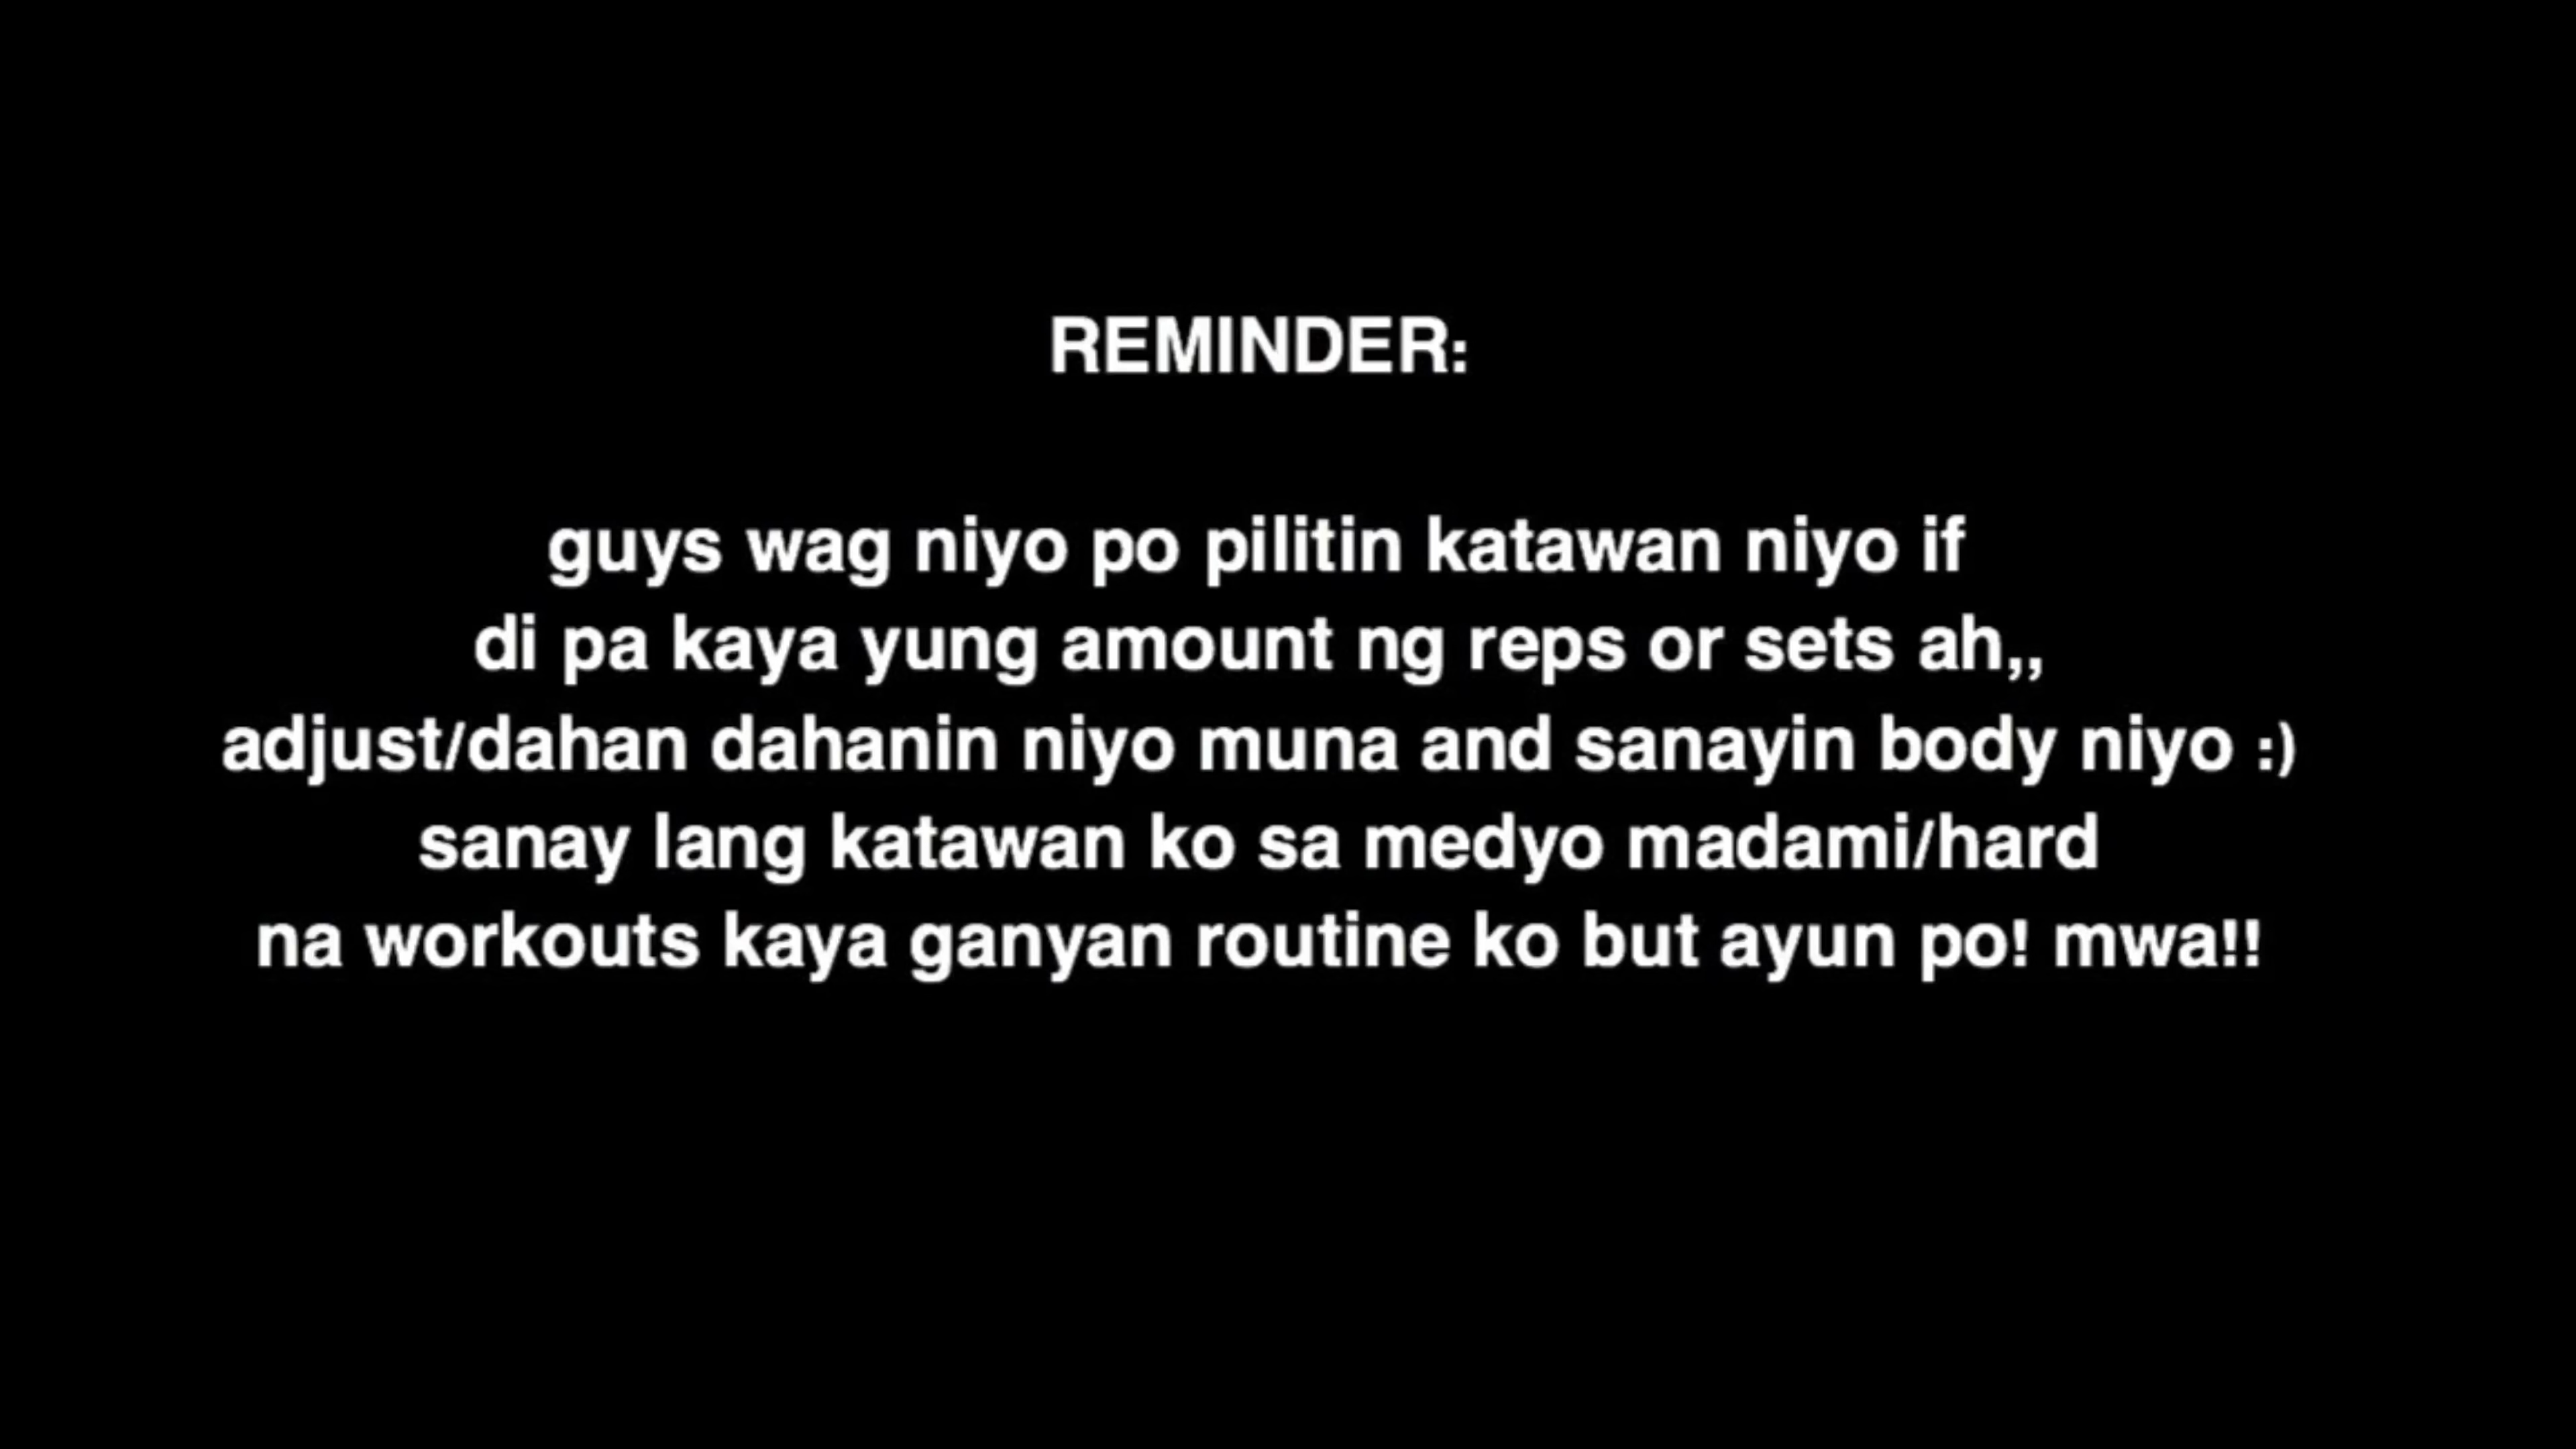 REMINDER:
guys wag niyo po pilitin katawan niyo if
di pa kaya yung amount ng reps or sets ah,,
adjust/dahan dahanin niyo muna and sanayin body niyo :)
sanay lang katawan ko sa medyo madami/hard
na workouts kaya ganyan routine ko but ayun po! mwa!!